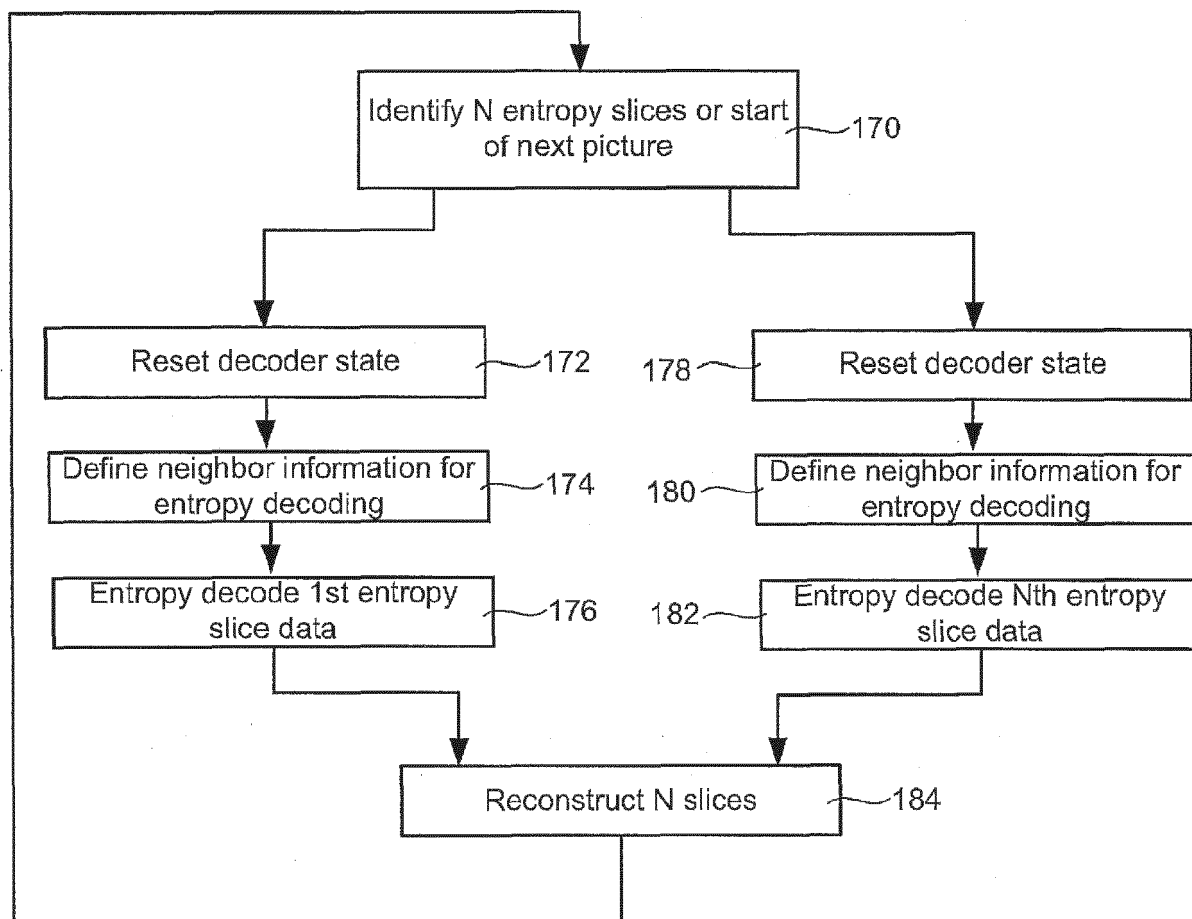 Identify N entropy slices or start
of next picture
170
Reset decoder state
172
178
Reset decoder state
Define neighbor information for
entropy decoding
174
180
Define neighbor information for
entropy decoding
Entropy decode 1st entropy
slice data
176
182
Entropy decode Nth entropy
slice data
Reconstruct N slices
184